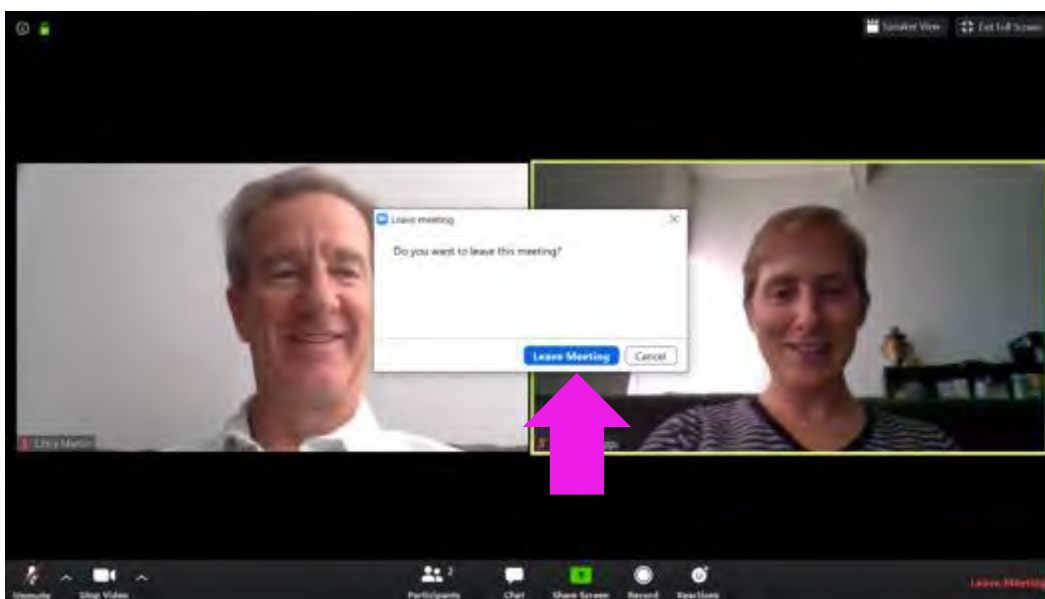 Speaker View
Exit Full Screen
Leave meeting
Do you want to leave this meeting?
Leave Meeting
Cancel
Chris Martin
2
Unmute
Stop Video
Participants
Chat
Share Screen
Record
Reactions
Leave Meeting